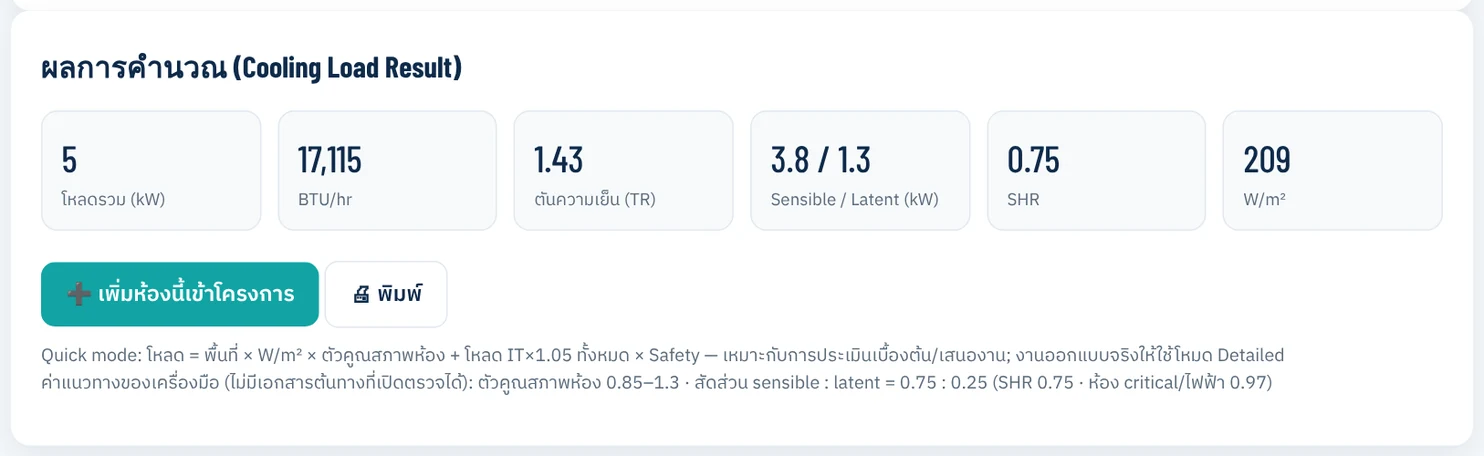 ผลการคำนวณ (Cooling Load Result)
5
โหลดรวม (kW)
17,115
BTU/hr
1.43
ตันความเย็น (TR)
3.8 / 1.3
Sensible / Latent (kW)
0.75
SHR
209
W/m²
➕ เพิ่มห้องนี้เข้าโครงการ
🖨 พิมพ์
Quick mode: โหลด = พื้นที่ × W/m² × ตัวคูณสภาพห้อง + โหลด IT×1.05 ทั้งหมด × Safety — เหมาะกับการประเมินเบื้องต้น/เสนองาน; งานออกแบบจริงให้ใช้โหมด Detailed
ค่าแนวทางของเครื่องมือ (ไม่มีเอกสารต้นทางที่เปิดตรวจได้): ตัวคูณสภาพห้อง 0.85–1.3 · สัดส่วน sensible : latent = 0.75 : 0.25 (SHR 0.75 · ห้อง critical/ไฟฟ้า 0.97)